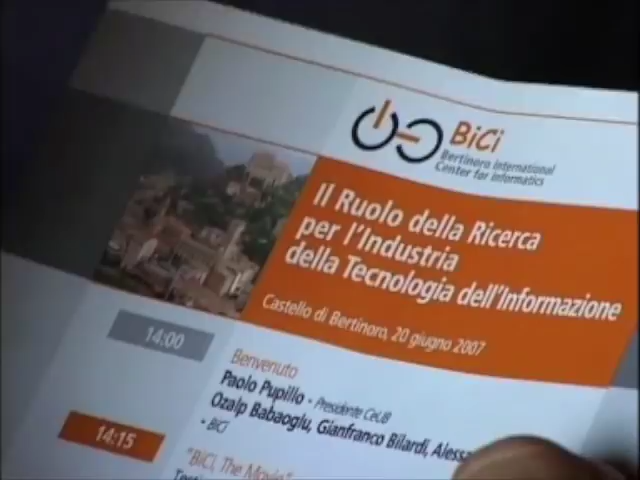 BiCi
Bertinoro international
Center for informatics
Il Ruolo della Ricerca
per l'Industria
della Tecnologia dell'Informazione
Castello di Bertinoro, 20 giugno 2007
14:00
Benvenuto
Paolo Pupillo - Presidente CeUB
Ozalp Babaoglu, Gianfranco Bilardi, Alessa
- BiCi
14:15
"BiCi, The Movie"